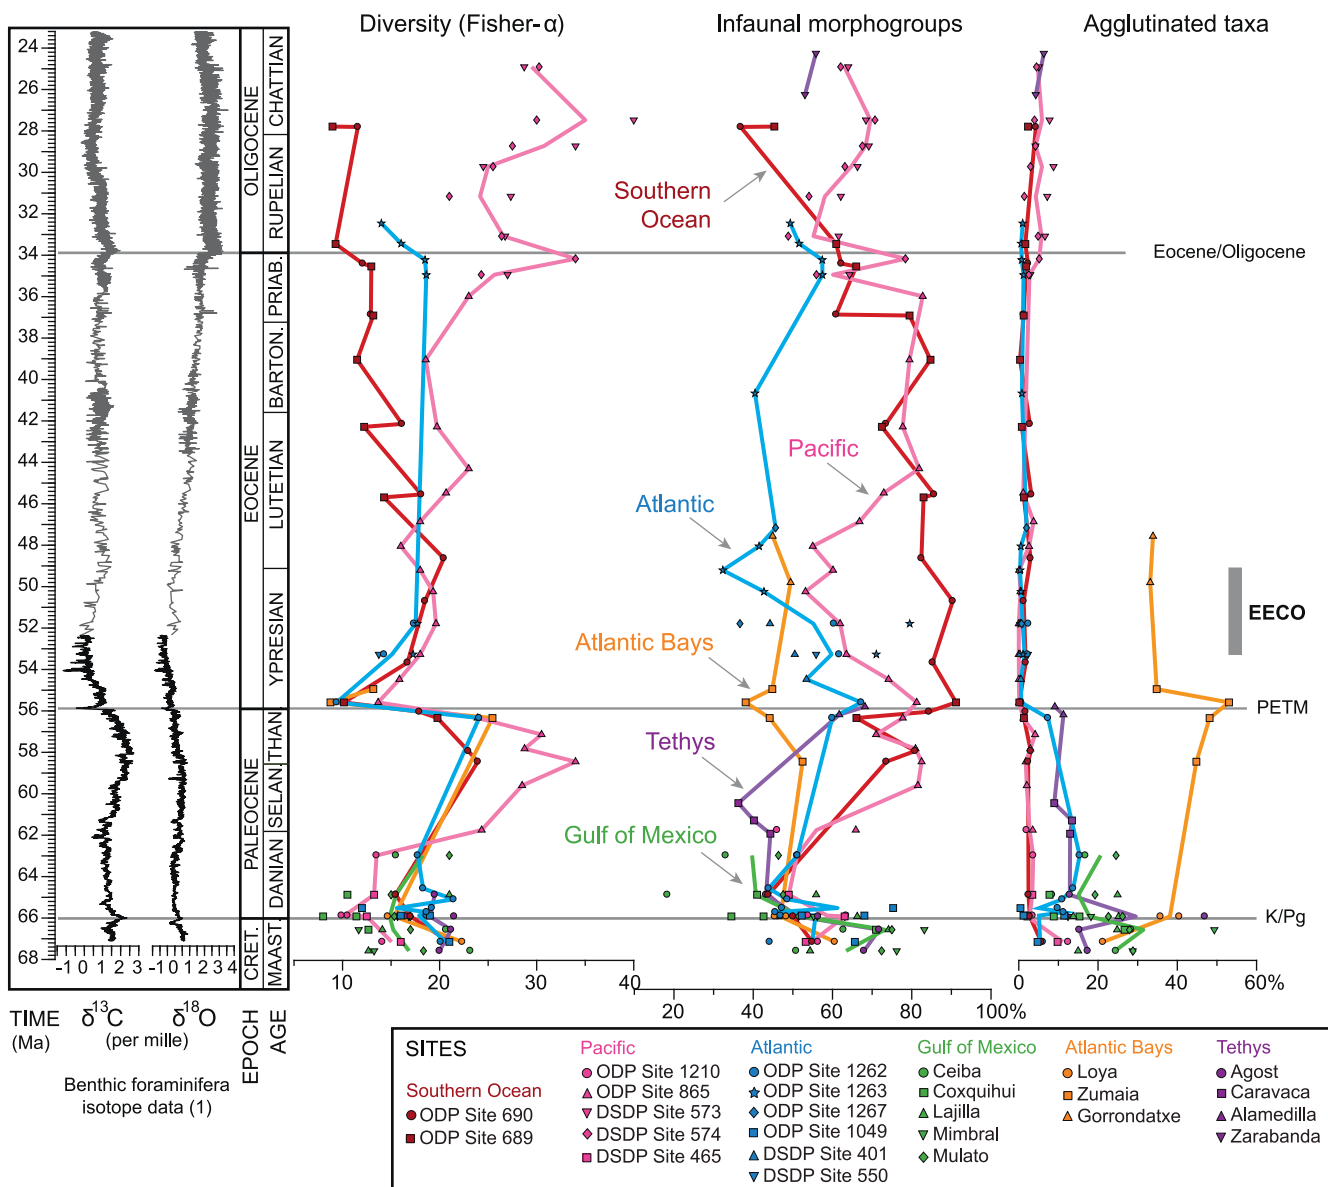 Diversity (Fisher-α)
Infaunal morphogroups
Agglutinated taxa
24
26
28
30
32
34
36
38
40
42
44
46
48
50
52
54
56
58
60
62
64
66
68
OLIGOCENE
EOCENE
PALEOCENE
CRET.
CHATTIAN
RUPELIAN
PRIAB.
BARTON.
LUTETIAN
YPRESIAN
THAN.
SELAN.
DANIAN
MAAST.
Southern
Ocean
Eocene/Oligocene
Pacific
Atlantic
EECO
Atlantic Bays
PETM
Tethys
Gulf of Mexico
K/Pg
-1 0 1 2 3
-1 0 1 2 3 4
10 20 30 40
20 40 60 80 100%
0 20 40 60%
TIME
(Ma)
δ13C
δ18O
(per mille)
EPOCH
AGE
Benthic foraminifera
isotope data (1)
SITES
Southern Ocean
ODP Site 690
ODP Site 689
Pacific
ODP Site 1210
ODP Site 865
DSDP Site 573
DSDP Site 574
DSDP Site 465
Atlantic
ODP Site 1262
ODP Site 1263
ODP Site 1267
ODP Site 1049
DSDP Site 401
DSDP Site 550
Gulf of Mexico
Ceiba
Coxquihui
Lajilla
Mimbral
Mulato
Atlantic Bays
Loya
Zumaia
Gorrondatxe
Tethys
Agost
Caravaca
Alamedilla
Zarabanda